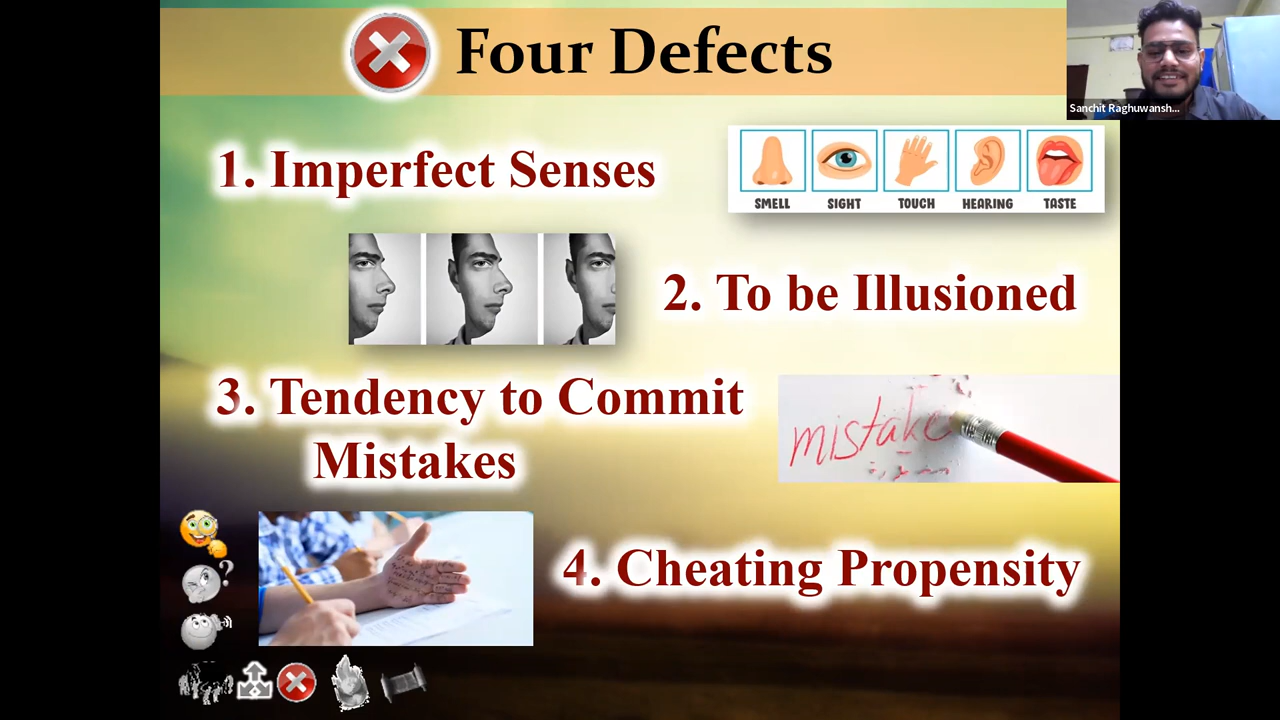 Four Defects
Sanchit Raghuwansh...
1. Imperfect Senses
SMELL SIGHT TOUCH HEARING TASTE
2. To be Illusioned
3. Tendency to Commit
Mistakes
mistake
4. Cheating Propensity
?